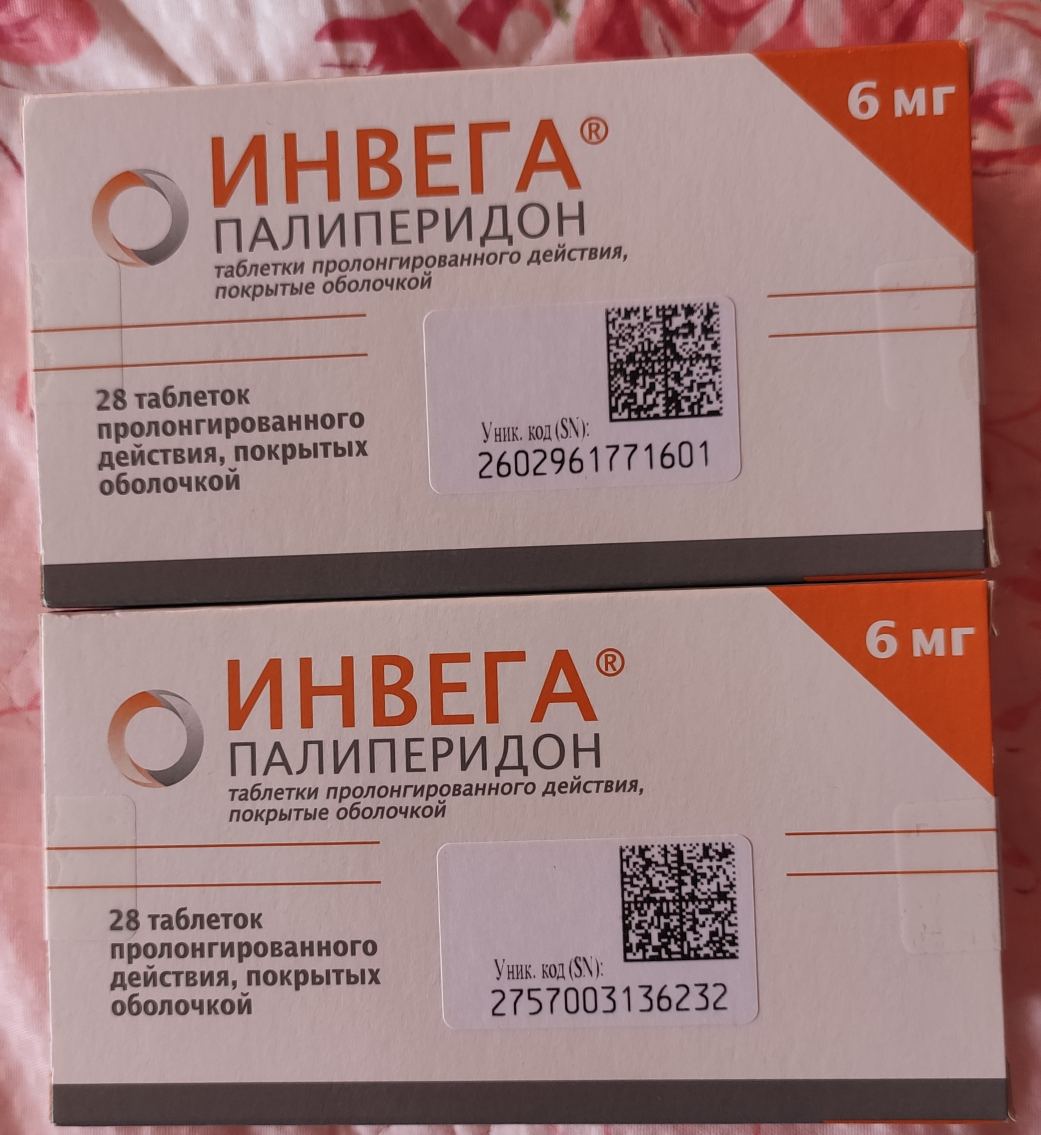 6 мг
ИНВЕГА®
ПАЛИПЕРИДОН
таблетки пролонгированного действия,
покрытые оболочкой
28 таблеток
пролонгированного
действия, покрытых
оболочкой
Уник. код (SN):
2602961771601
6 мг
ИНВЕГА®
ПАЛИПЕРИДОН
таблетки пролонгированного действия,
покрытые оболочкой
28 таблеток
пролонгированного
действия, покрытых
оболочкой
Уник. код (SN):
2757003136232